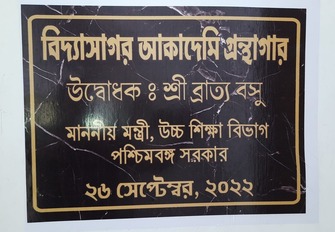 বিদ্যাসাগর আকাদেমি গ্রন্থাগার
উদ্বোধক : শ্রী ব্রাত্য বসু
মাননীয় মন্ত্রী, উচ্চ শিক্ষা বিভাগ
পশ্চিমবঙ্গ সরকার
২৬ সেপ্টেম্বর, ২০২২